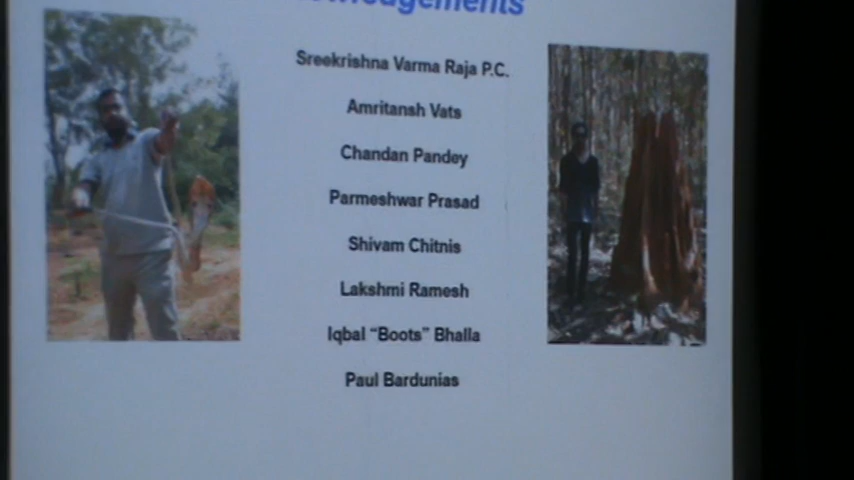 Sreekrishna Varma Raja P.C.
Amritansh Vats
Chandan Pandey
Parmeshwar Prasad
Shivam Chitnis
Lakshmi Ramesh
Iqbal “Boots” Bhalla
Paul Bardunias